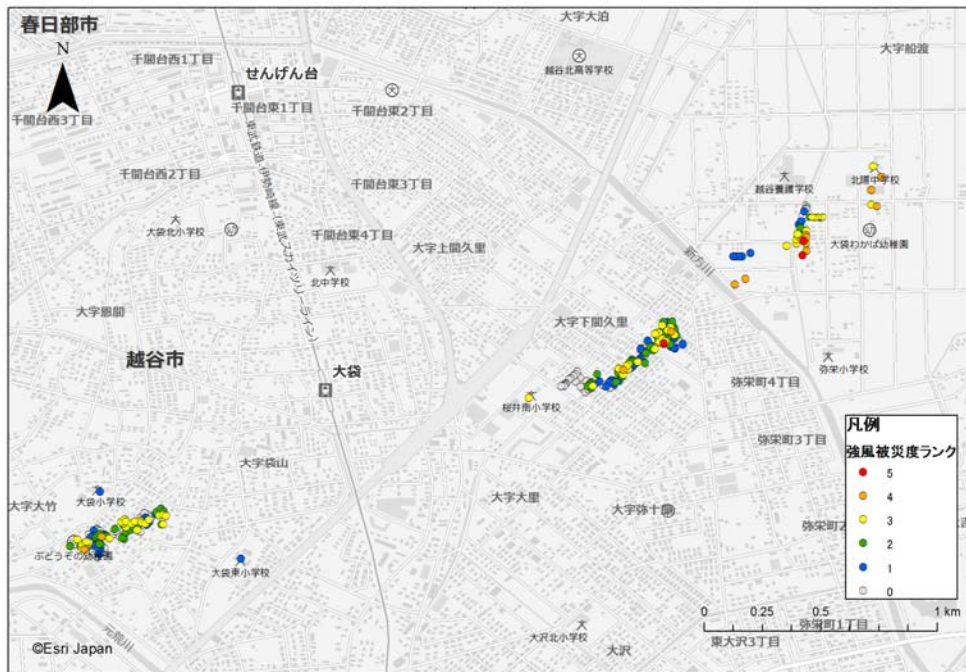 春日部市
N
千間台西1丁目
せんげん台
大字大泊
越谷北高等学校
大字船渡
千間台西3丁目
千間台東1丁目
千間台東2丁目
千間台西2丁目
千間台東3丁目
越谷養護学校
北陽中学校
大袋北小学校
東武鉄道・伊勢崎線(東武スカイツリーライン)
千間台東4丁目
大字上間久里
新方川
大袋わかば幼稚園
北中学校
大字恩間
大字下間久里
越谷市
大袋
桜井南小学校
弥栄小学校
弥栄町4丁目
弥栄町3丁目
大字袋山
大字大竹
大袋小学校
大字大里
大字弥十郎
弥栄町2
ぶどうその幼稚園
大袋東小学校
凡例
強風被災度ランク
5
4
3
2
1
0
元荒川
大沢北小学校
大沢
東大沢3丁目
弥栄町1丁目
0 0.25 0.5 1 km
©Esri Japan